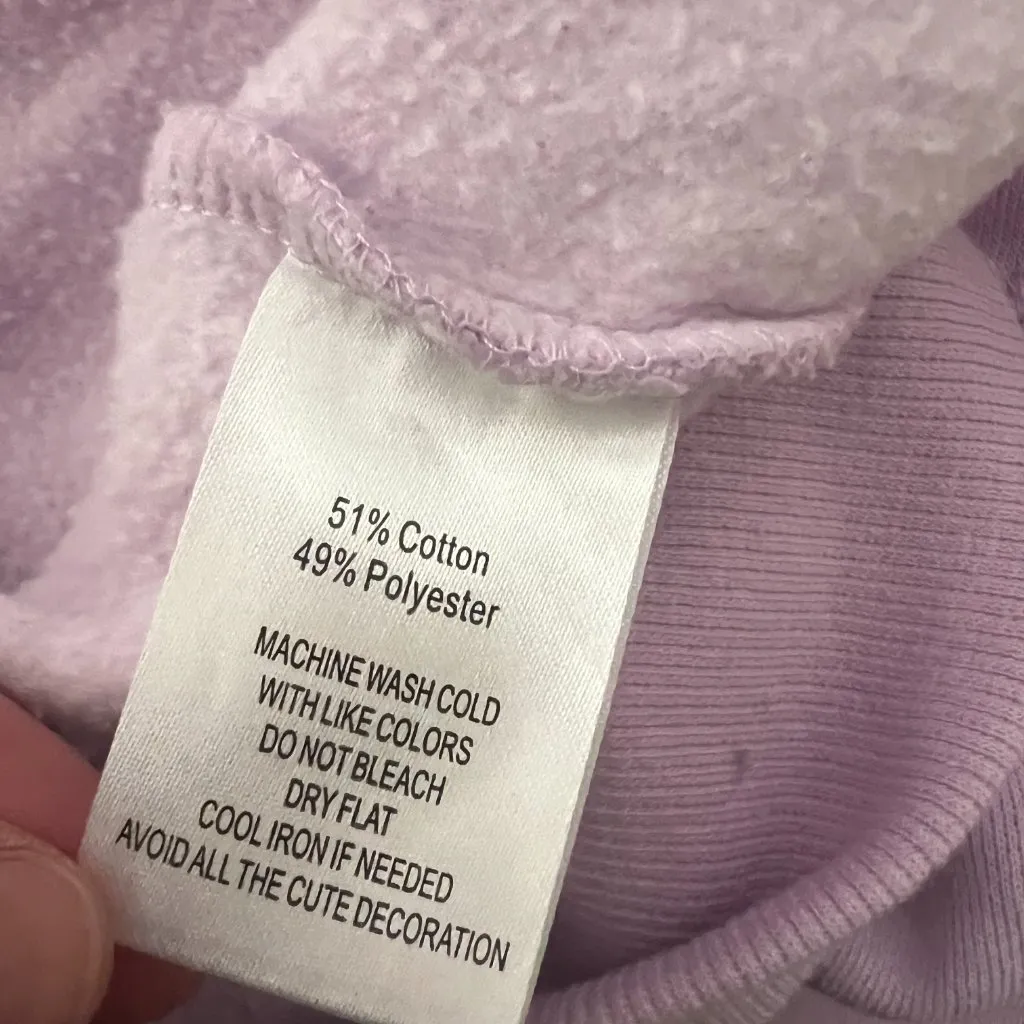 51% Cotton
49% Polyester
MACHINE WASH COLD
WITH LIKE COLORS
DO NOT BLEACH
DRY FLAT
COOL IRON IF NEEDED
AVOID ALL THE CUTE DECORATION